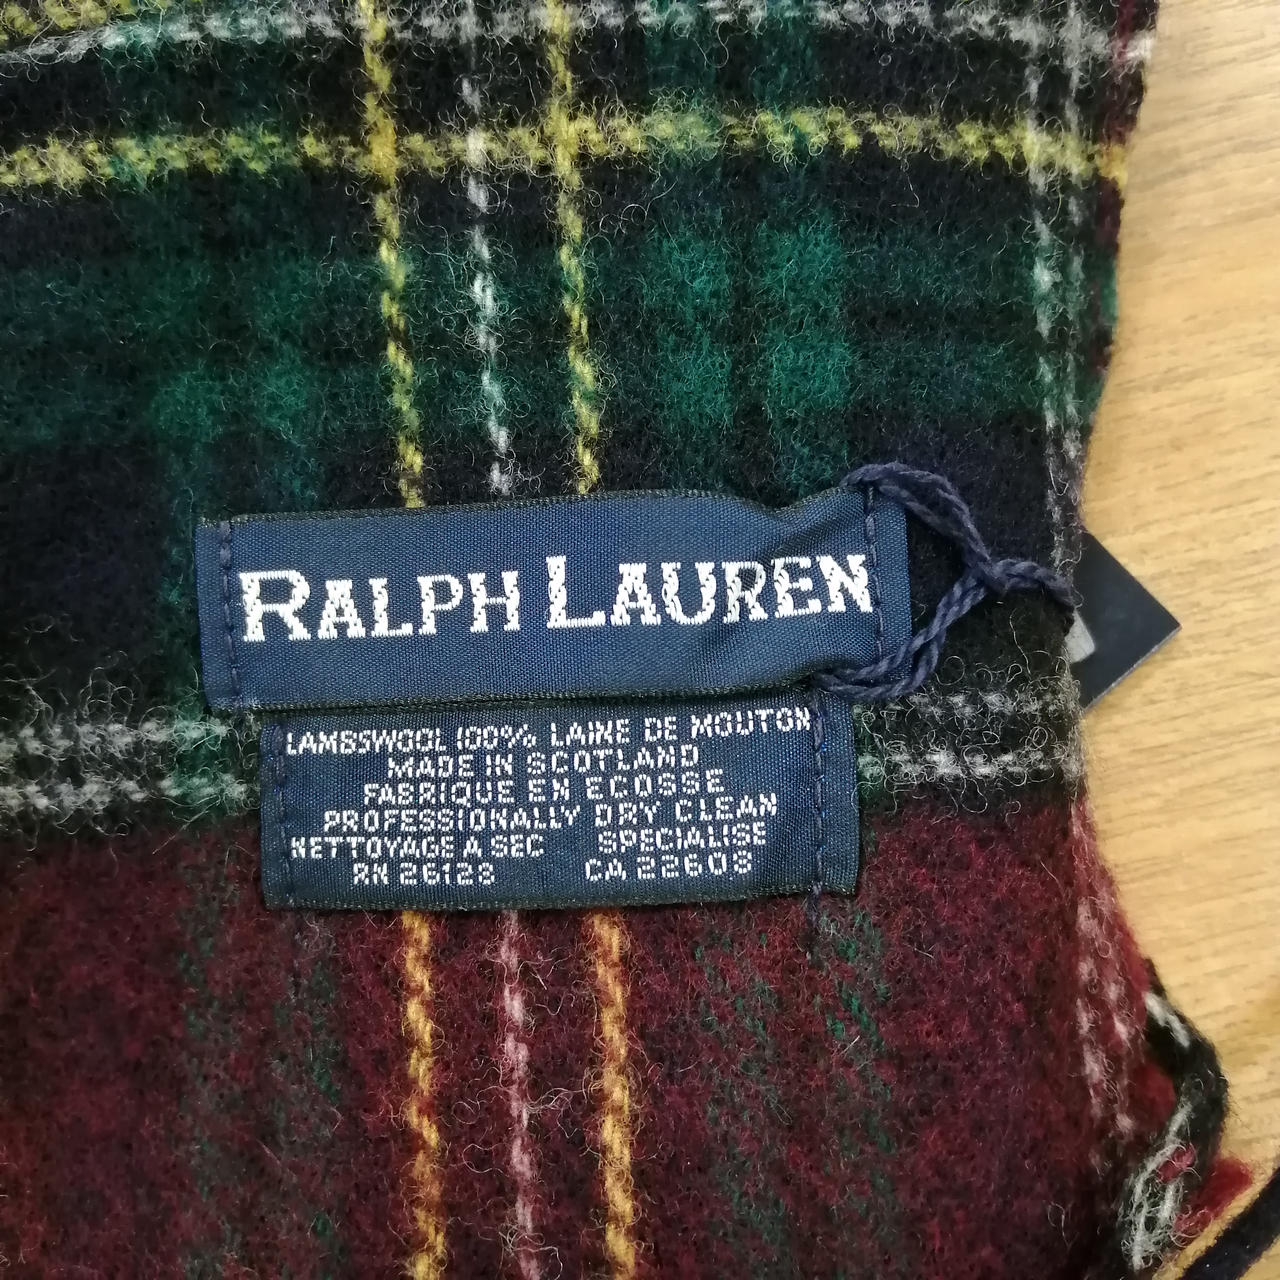 RALPH LAUREN
LAMBSWOOL 100% LAINE DE MOUTON
MADE IN SCOTLAND
FABRIQUE EN ECOSSE
PROFESSIONALLY DRY CLEAN
NETTOYAGE A SEC SPECIALISE
RN 26128 CA 22608